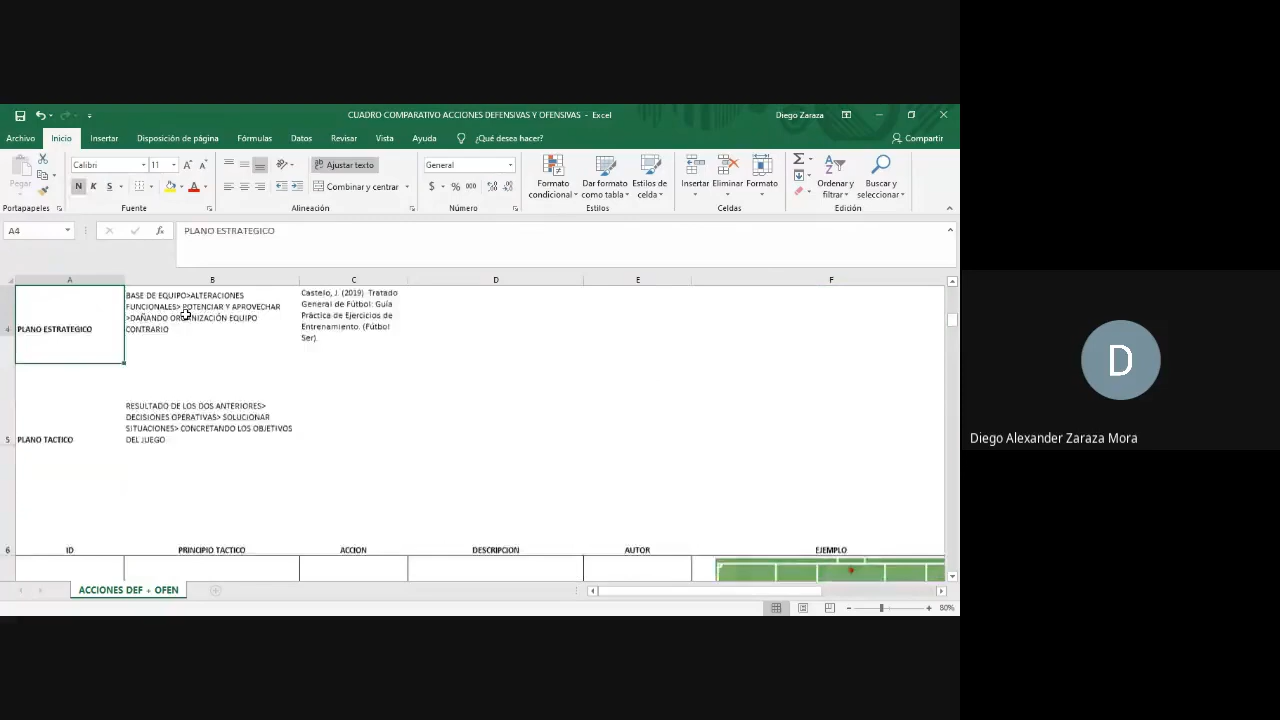 CUADRO COMPARATIVO ACCIONES DEFENSIVAS Y OFENSIVAS - Excel
Diego Zaraza
Archivo Inicio Insertar Disposición de página Fórmulas Datos Revisar Vista Ayuda ¿Qué desea hacer? Compartir
Pegar
Calibri 11
N K S
Ajustar texto
Combinar y centrar
General
$ % 000
Formato condicional
Dar formato como tabla
Estilos de celda
Insertar Eliminar Formato
Ordenar y filtrar
Buscar y seleccionar
Portapapeles Fuente Alineación Número Estilos Celdas Edición
A4 fx PLANO ESTRATEGICO
A B C D E F
4 PLANO ESTRATEGICO
BASE DE EQUIPO>ALTERACIONES
FUNCIONALES> POTENCIAR Y APROVECHAR
>DAÑANDO ORGANIZACIÓN EQUIPO
CONTRARIO
Castelo, J. (2019) Tratado
General de Fútbol: Guía
Práctica de Ejercicios de
Entrenamiento. (Fútbol
Ser).
5 PLANO TACTICO
RESULTADO DE LOS DOS ANTERIORES>
DECISIONES OPERATIVAS> SOLUCIONAR
SITUACIONES> CONCRETANDO LOS OBJETIVOS
DEL JUEGO
6 ID PRINCIPIO TACTICO ACCION DESCRIPCION AUTOR EJEMPLO
ACCIONES DEF + OFEN
80%
D
Diego Alexander Zaraza Mora